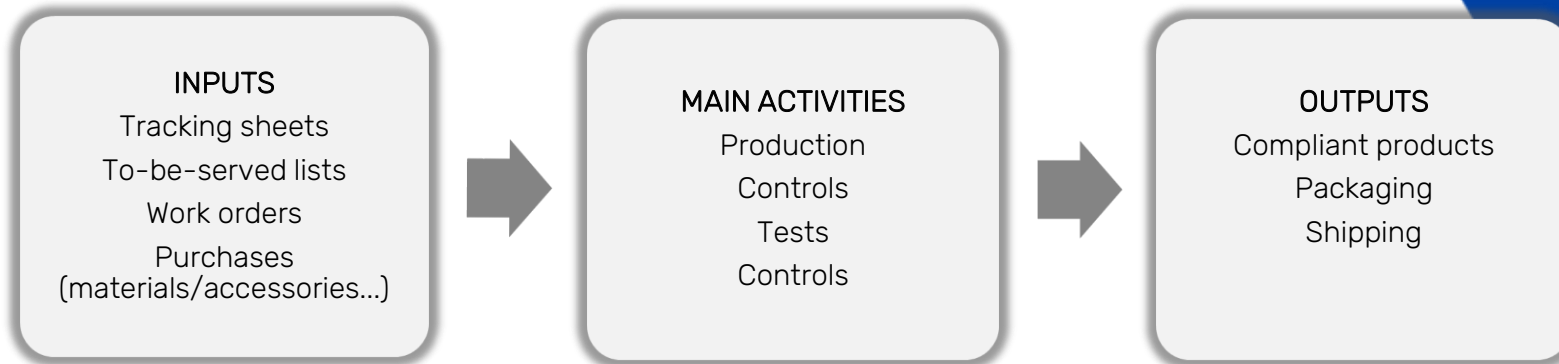 INPUTS
Tracking sheets
To-be-served lists
Work orders
Purchases
(materials/accessories...)
MAIN ACTIVITIES
Production
Controls
Tests
Controls
OUTPUTS
Compliant products
Packaging
Shipping